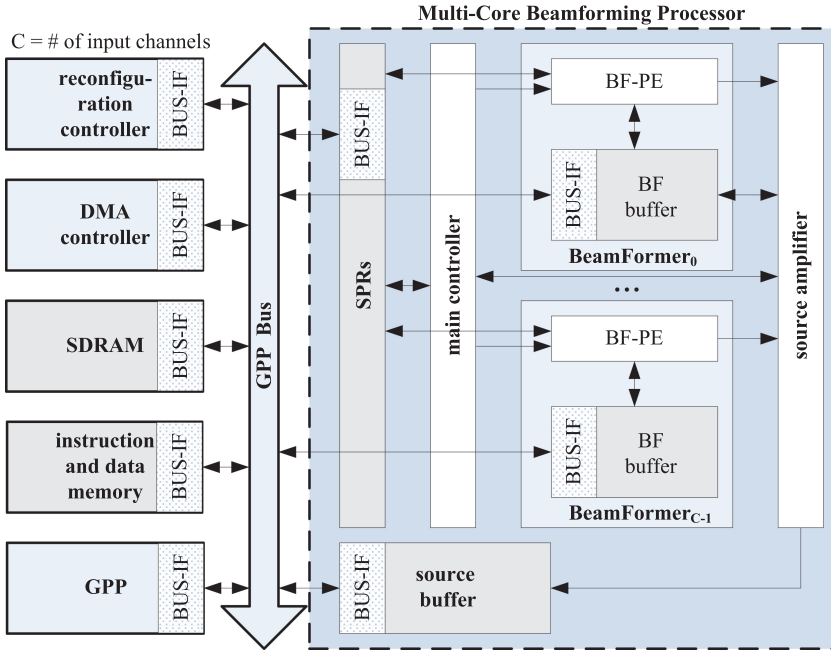 Multi-Core Beamforming Processor
C = # of input channels
reconfigu-
ration
controller
BUS-IF
DMA
controller
BUS-IF
SDRAM
BUS-IF
instruction
and data
memory
BUS-IF
GPP
BUS-IF
GPP Bus
BUS-IF
SPRs
main controller
BF-PE
BUS-IF
BF
buffer
BeamFormer0
...
BF-PE
BUS-IF
BF
buffer
BeamFormerC-1
source amplifier
BUS-IF
source
buffer